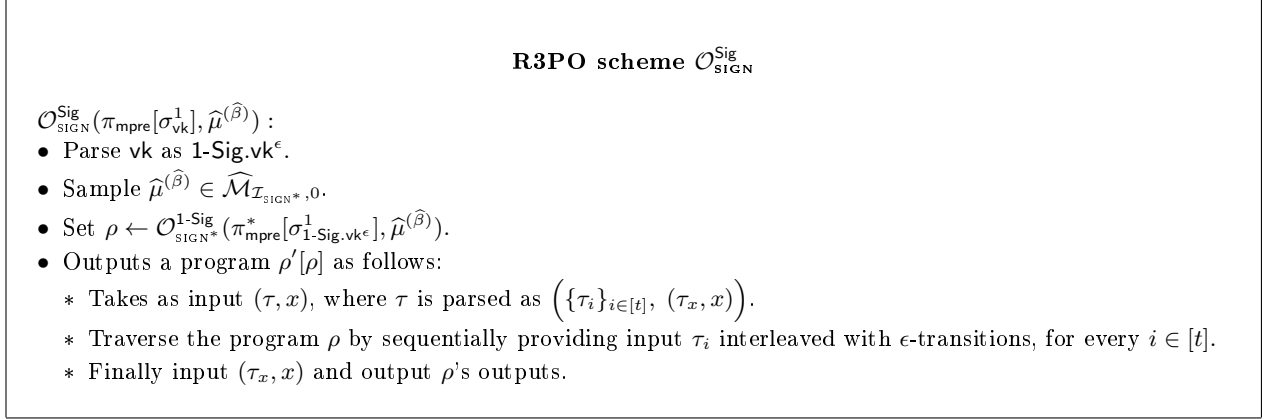 R3PO scheme 𝒪^Sig_SIGN
𝒪^Sig_SIGN(π_mpre[σ^1_vk], μ̂^(β̂)) :
• Parse vk as 1-Sig.vk^ϵ.
• Sample μ̂^(β̂) ∈ ℳ̂_{ℐ_SIGN*,0}.
• Set ρ ← 𝒪^1-Sig_SIGN*(π*_mpre[σ^1_{1-Sig.vk^ϵ}], μ̂^(β̂)).
• Outputs a program ρ′[ρ] as follows:
∗ Takes as input (τ, x), where τ is parsed as ({τ_i}_{i∈[t]}, (τ_x, x)).
∗ Traverse the program ρ by sequentially providing input τ_i interleaved with ϵ-transitions, for every i ∈ [t].
∗ Finally input (τ_x, x) and output ρ's outputs.